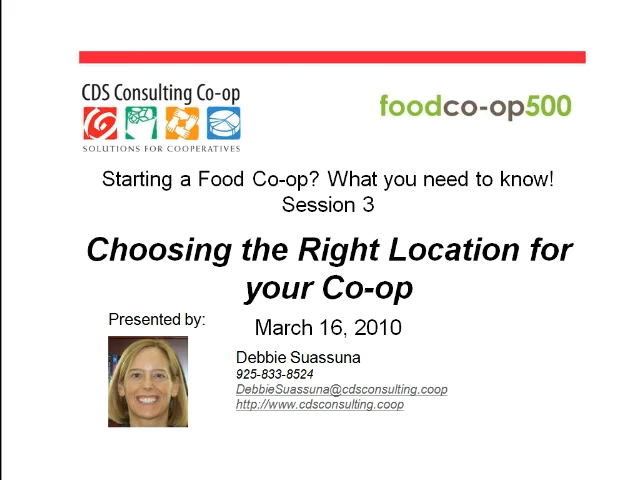 CDS Consulting Co-op
SOLUTIONS FOR COOPERATIVES
foodco-op500
Starting a Food Co-op? What you need to know!
Session 3
Choosing the Right Location for
your Co-op
Presented by:
March 16, 2010
Debbie Suassuna
925-833-8524
DebbieSuassuna@cdsconsulting.coop
http://www.cdsconsulting.coop